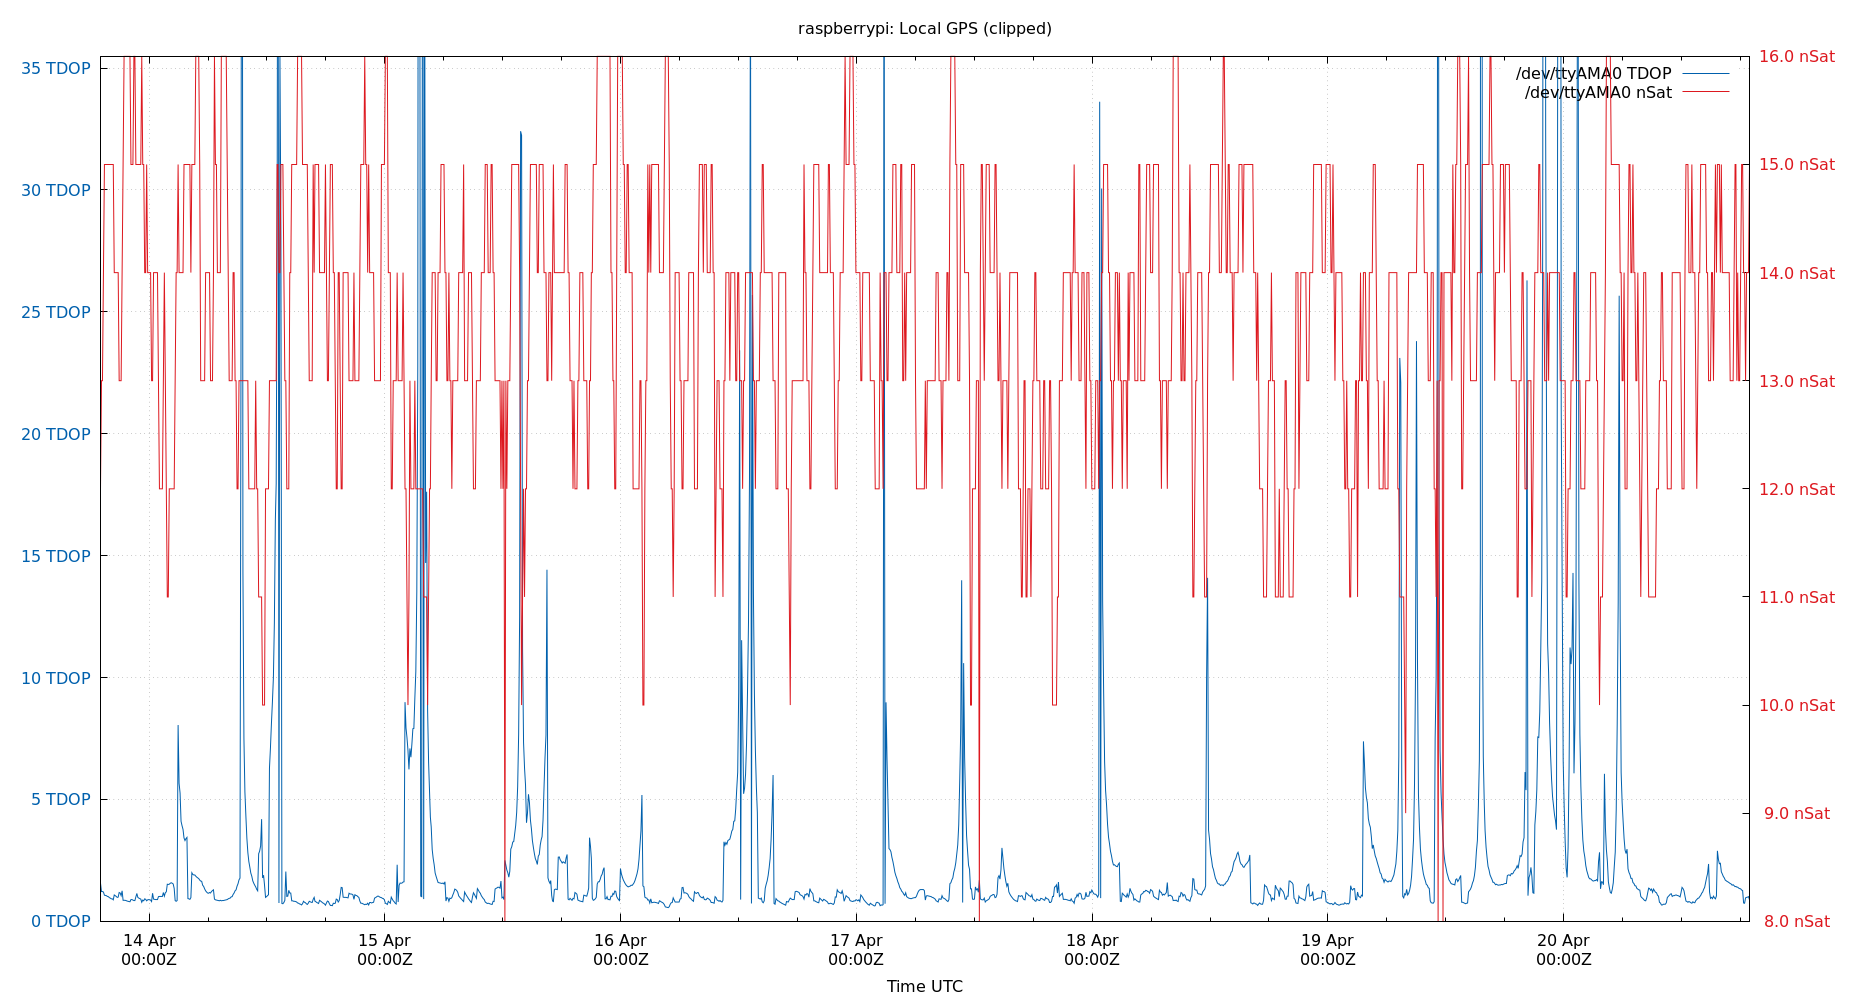 raspberrypi: Local GPS (clipped)
35 TDOP
30 TDOP
25 TDOP
20 TDOP
15 TDOP
10 TDOP
5 TDOP
0 TDOP
16.0 nSat
15.0 nSat
14.0 nSat
13.0 nSat
12.0 nSat
11.0 nSat
10.0 nSat
9.0 nSat
8.0 nSat
/dev/ttyAMA0 TDOP
/dev/ttyAMA0 nSat
14 Apr
00:00Z
15 Apr
00:00Z
16 Apr
00:00Z
17 Apr
00:00Z
18 Apr
00:00Z
19 Apr
00:00Z
20 Apr
00:00Z
Time UTC